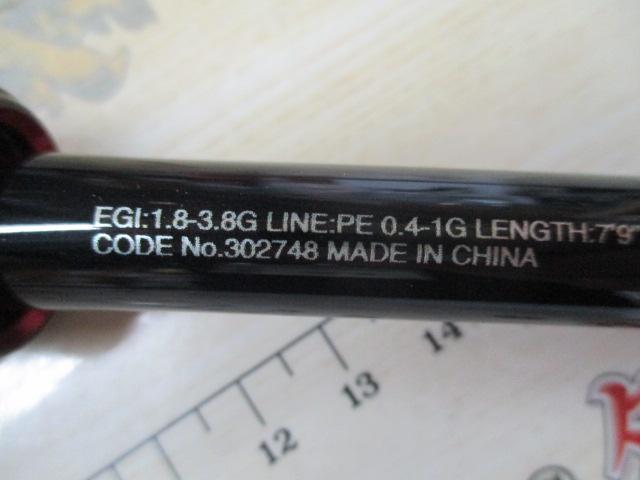 EGI:1.8-3.8G LINE:PE 0.4-1G LENGTH:7'9"
CODE No.302748 MADE IN CHINA
12
13
14